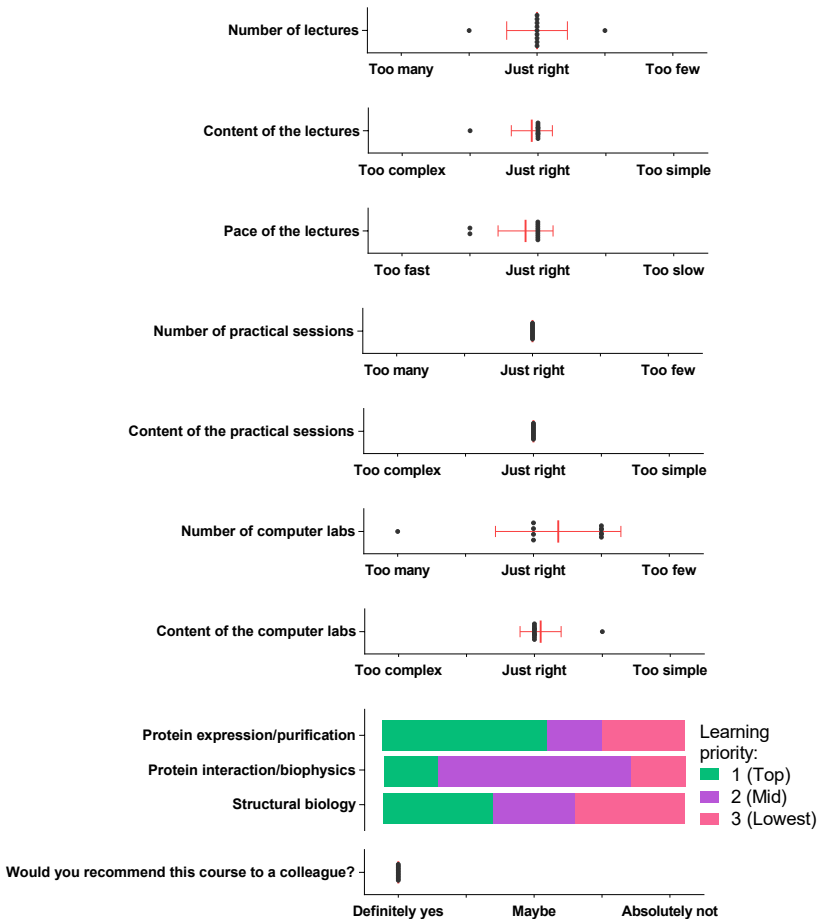 Number of lectures
Too many Just right Too few
Content of the lectures
Too complex Just right Too simple
Pace of the lectures
Too fast Just right Too slow
Number of practical sessions
Too many Just right Too few
Content of the practical sessions
Too complex Just right Too simple
Number of computer labs
Too many Just right Too few
Content of the computer labs
Too complex Just right Too simple
Protein expression/purification
Protein interaction/biophysics
Structural biology
Learning
priority:
1 (Top)
2 (Mid)
3 (Lowest)
Would you recommend this course to a colleague?
Definitely yes Maybe Absolutely not